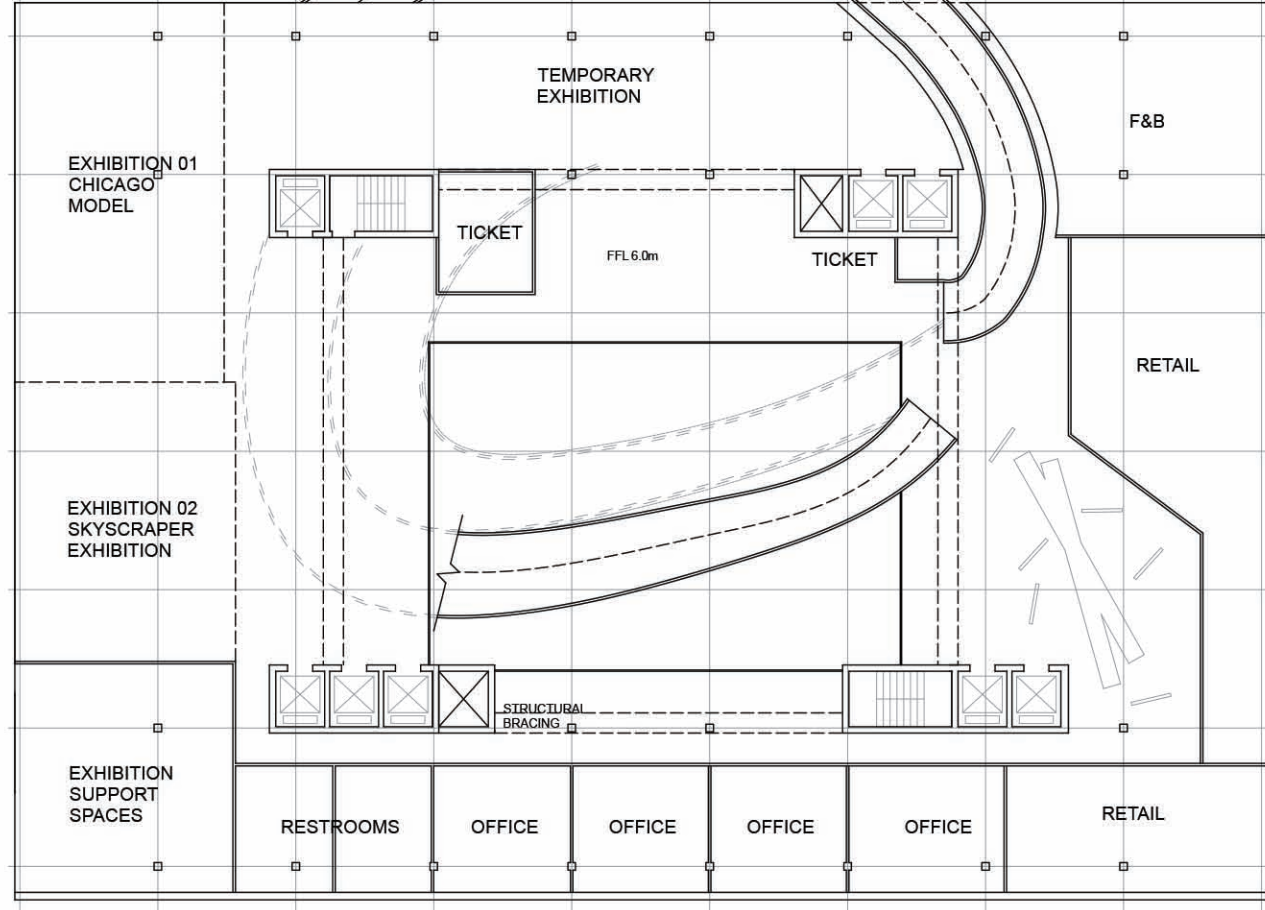 TEMPORARY
EXHIBITION
F&B
EXHIBITION 01
CHICAGO
MODEL
TICKET
FFL 6.0m
TICKET
RETAIL
EXHIBITION 02
SKYSCRAPER
EXHIBITION
STRUCTURAL
BRACING
EXHIBITION
SUPPORT
SPACES
RESTROOMS
OFFICE
OFFICE
OFFICE
OFFICE
RETAIL